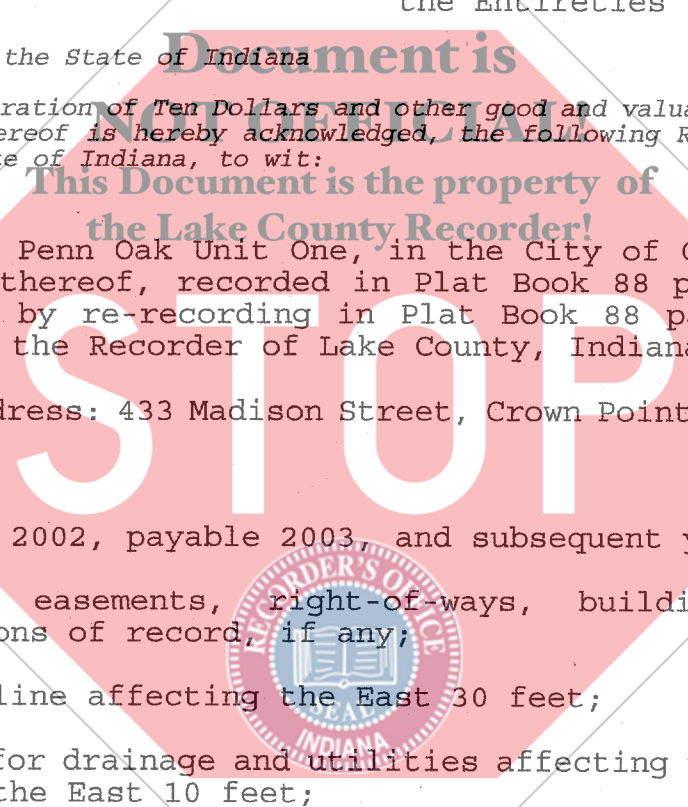 the Entireties
the State of Indiana
Document is
ration of Ten Dollars and other good and valua
NOT OFFICIAL!
ereof is hereby acknowledged, the following R
te of Indiana, to wit:
This Document is the property of
the Lake County Recorder!
Penn Oak Unit One, in the City of C
thereof, recorded in Plat Book 88 p
by re-recording in Plat Book 88 pa
the Recorder of Lake County, Indiana
STOP
dress: 433 Madison Street, Crown Point
2002, payable 2003, and subsequent y
RECORDER'S OFFICE
easements, right-of-ways, buildi
ons of record, if any;
line affecting the East 30 feet;
SEAL
INDIANA
for drainage and utilities affecting
the East 10 feet;